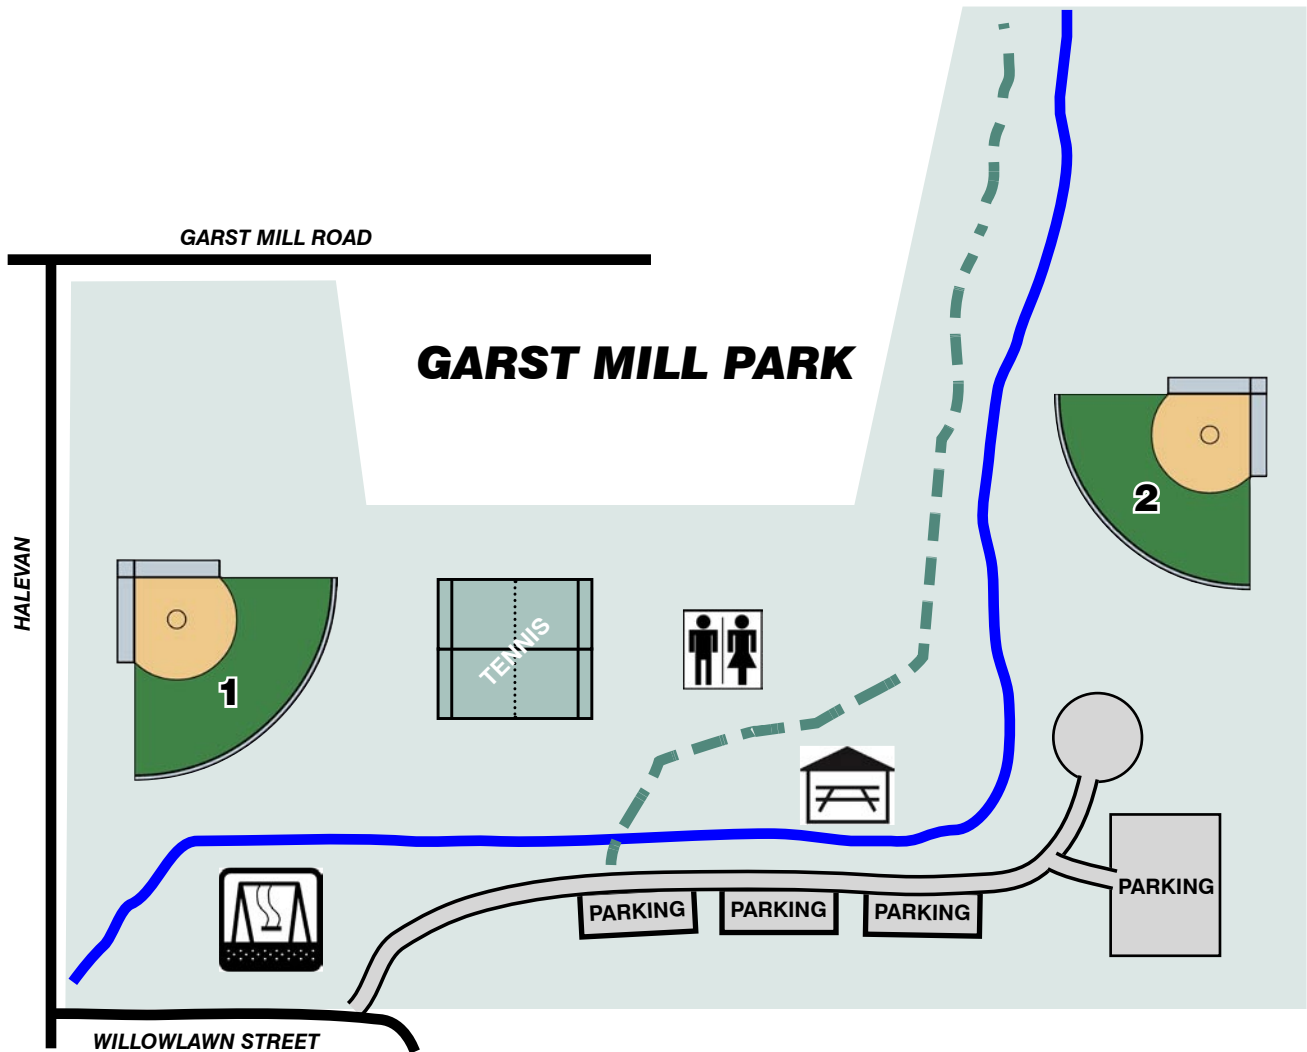 GARST MILL ROAD
GARST MILL PARK
2
HALEVAN
TENNIS
1
PARKING
PARKING
PARKING
PARKING
WILLOWLAWN STREET